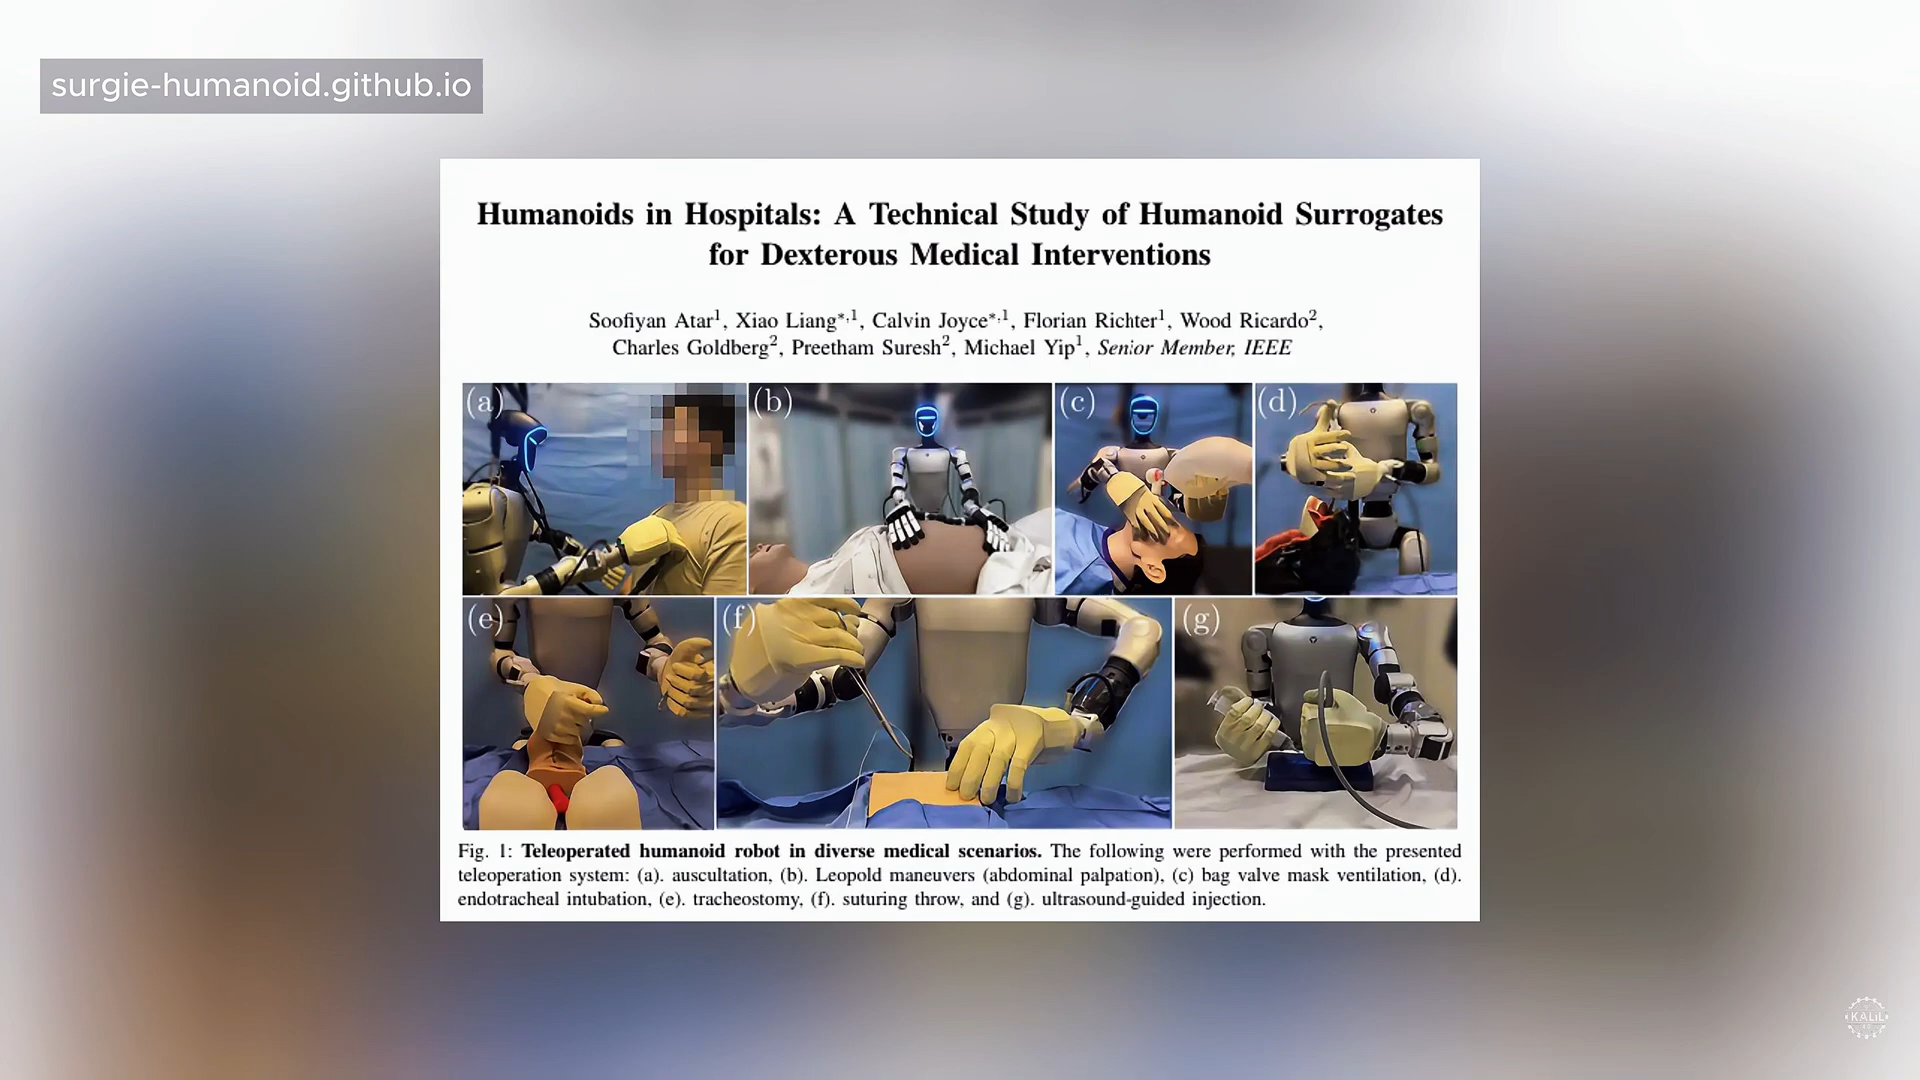 surgie-humanoid.github.io
Humanoids in Hospitals: A Technical Study of Humanoid Surrogates
for Dexterous Medical Interventions
Soofiyan Atar¹, Xiao Liang*,¹, Calvin Joyce*,¹, Florian Richter¹, Wood Ricardo²,
Charles Goldberg², Preetham Suresh², Michael Yip¹, Senior Member, IEEE
(a) (b) (c) (d)
(e) (f) (g)
Fig. 1: Teleoperated humanoid robot in diverse medical scenarios. The following were performed with the presented
teleoperation system: (a). auscultation, (b). Leopold maneuvers (abdominal palpation), (c) bag valve mask ventilation, (d).
endotracheal intubation, (e). tracheostomy, (f). suturing throw, and (g). ultrasound-guided injection.
KALIL